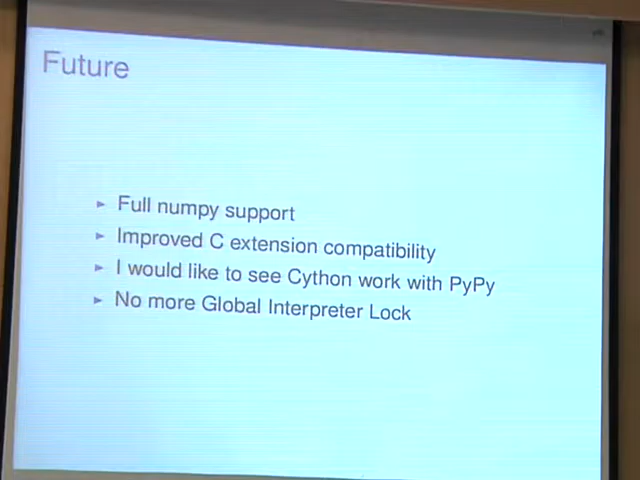 Future
► Full numpy support
► Improved C extension compatibility
► I would like to see Cython work with PyPy
► No more Global Interpreter Lock